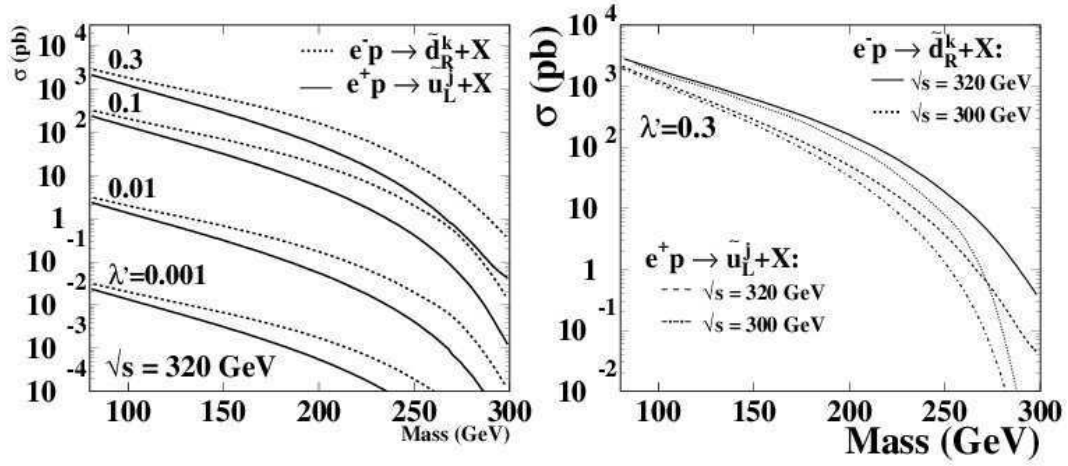 σ (pb)
10 4
10 3
10 2
10
1
10 -1
10 -2
10 -3
10 -4
0.3
0.1
0.01
λ'=0.001
√s = 320 GeV
e⁻p → d̃ᵏ_R+X
e⁺p → ũʲ_L+X
100 150 200 250 300
Mass (GeV)
σ (pb)
10 4
10 3
10 2
10
1
10 -1
10 -2
λ'=0.3
e⁻p → d̃ᵏ_R+X:
√s = 320 GeV
√s = 300 GeV
e⁺p → ũʲ_L+X:
√s = 320 GeV
√s = 300 GeV
100 150 200 250 300
Mass (GeV)